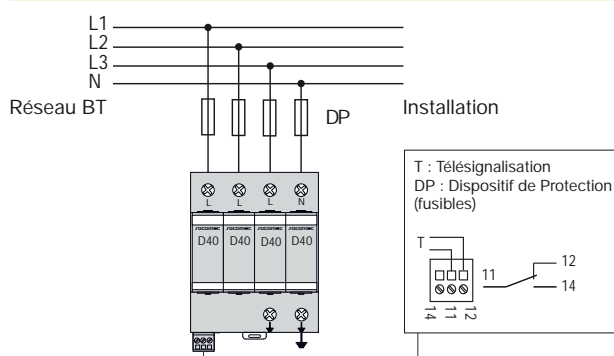 L1
L2
L3
N
Réseau BT
DP
Installation
L L L N
socomec socomec socomec socomec
D40 D40 D40 D40
T : Télésignalisation
DP : Dispositif de Protection
(fusibles)
T
14 11 12
11
12
14